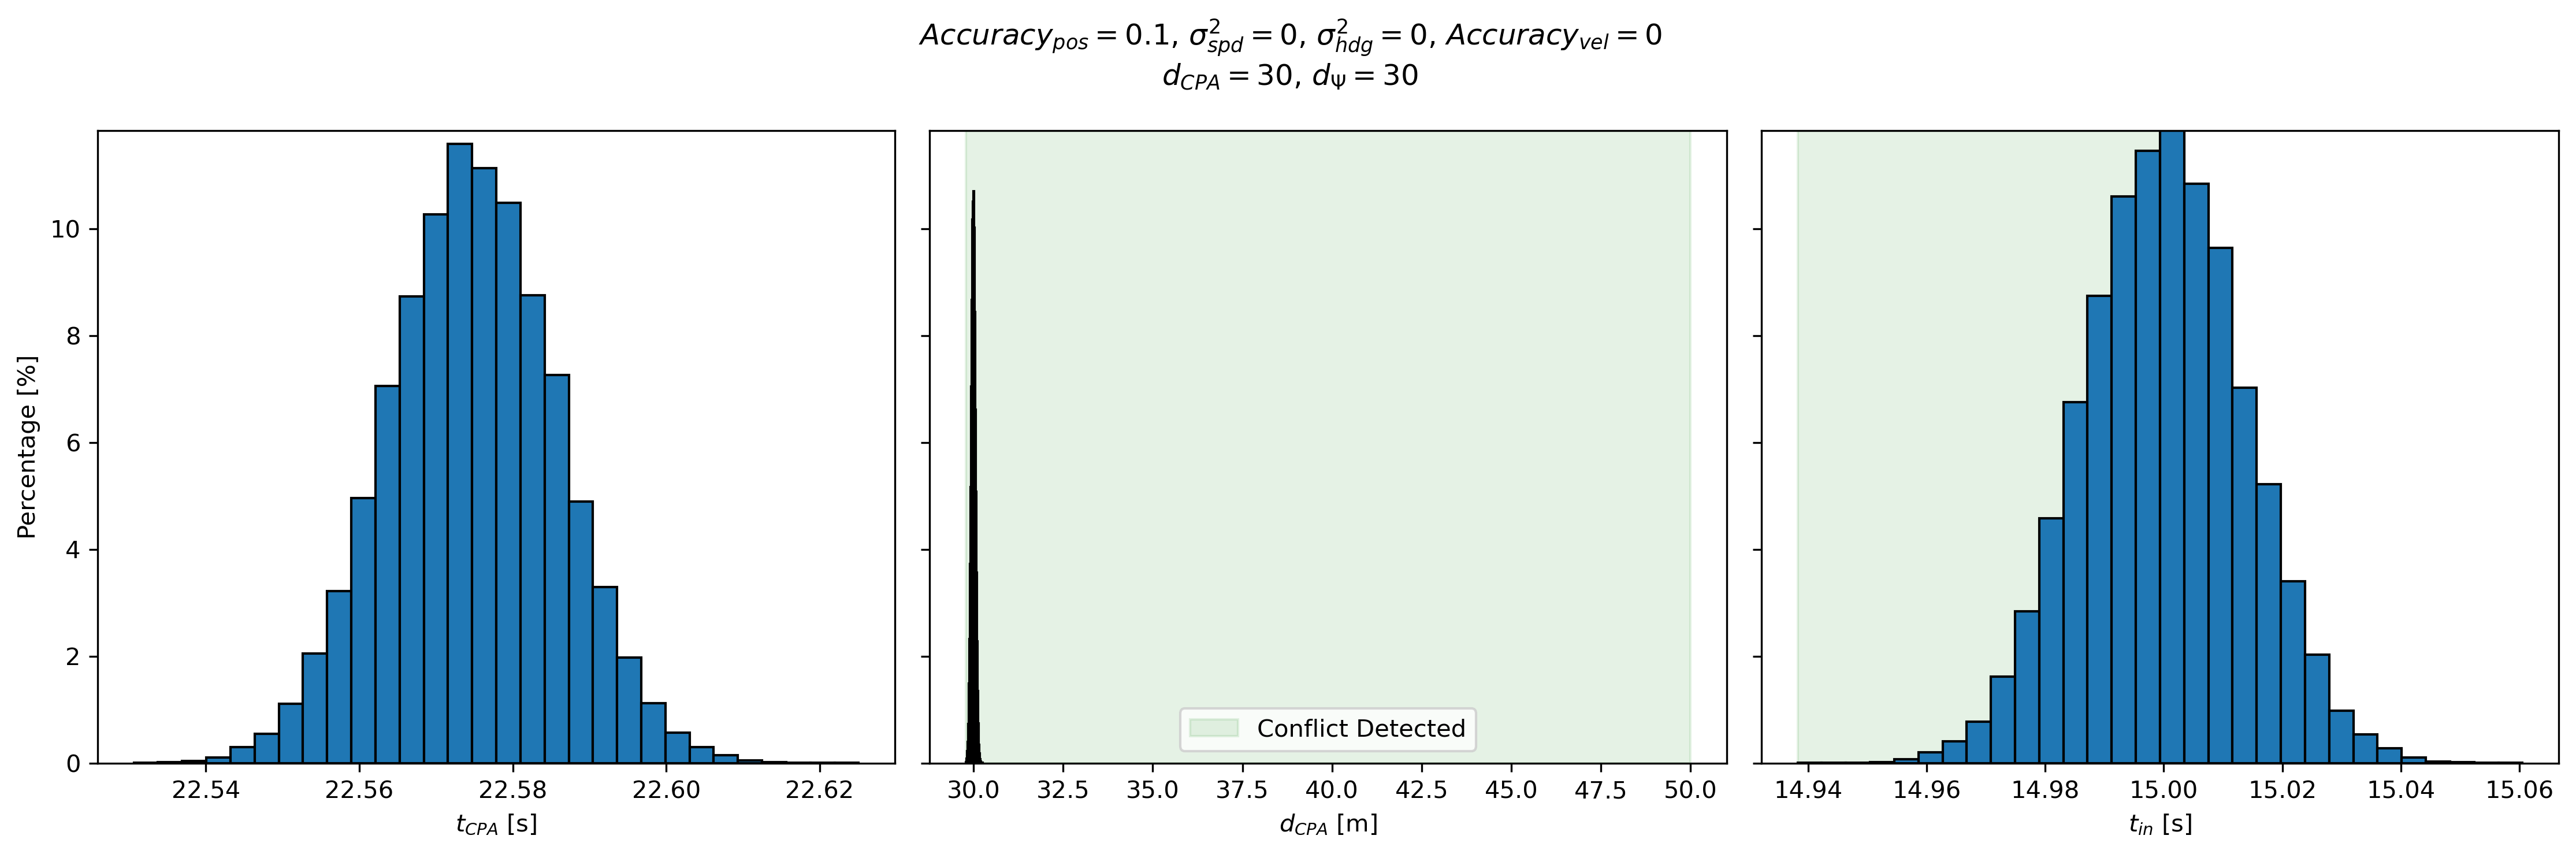 Accuracy_pos = 0.1, σ²_spd = 0, σ²_hdg = 0, Accuracy_vel = 0
d_CPA = 30, d_Ψ = 30
Percentage [%]
10
8
6
4
2
0
22.54 22.56 22.58 22.60 22.62
t_CPA [s]
Conflict Detected
30.0 32.5 35.0 37.5 40.0 42.5 45.0 47.5 50.0
d_CPA [m]
14.94 14.96 14.98 15.00 15.02 15.04 15.06
t_in [s]